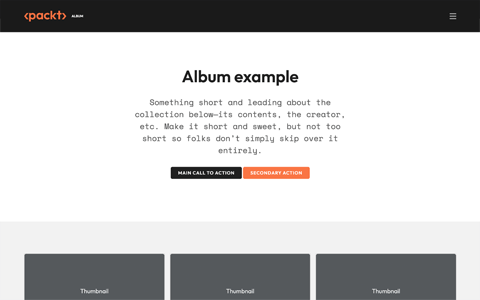 <packt> ALBUM
Album example
Something short and leading about the
collection below—its contents, the creator,
etc. Make it short and sweet, but not too
short so folks don't simply skip over it
entirely.
MAIN CALL TO ACTION SECONDARY ACTION
Thumbnail Thumbnail Thumbnail